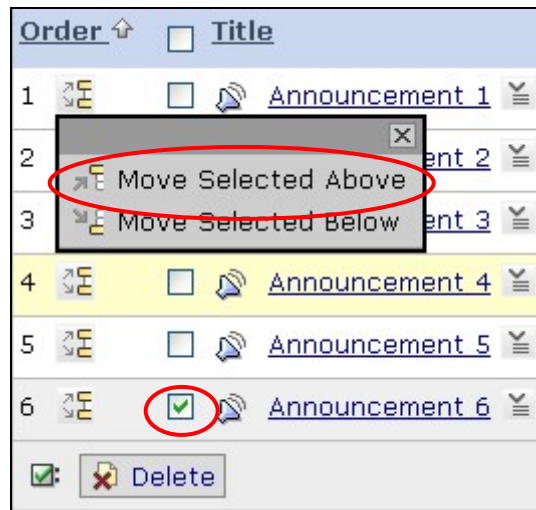 Order Title
1 Announcement 1
2 ent 2
Move Selected Above
3 ent 3
Move Selected Below
4 Announcement 4
5 Announcement 5
6 Announcement 6
: Delete